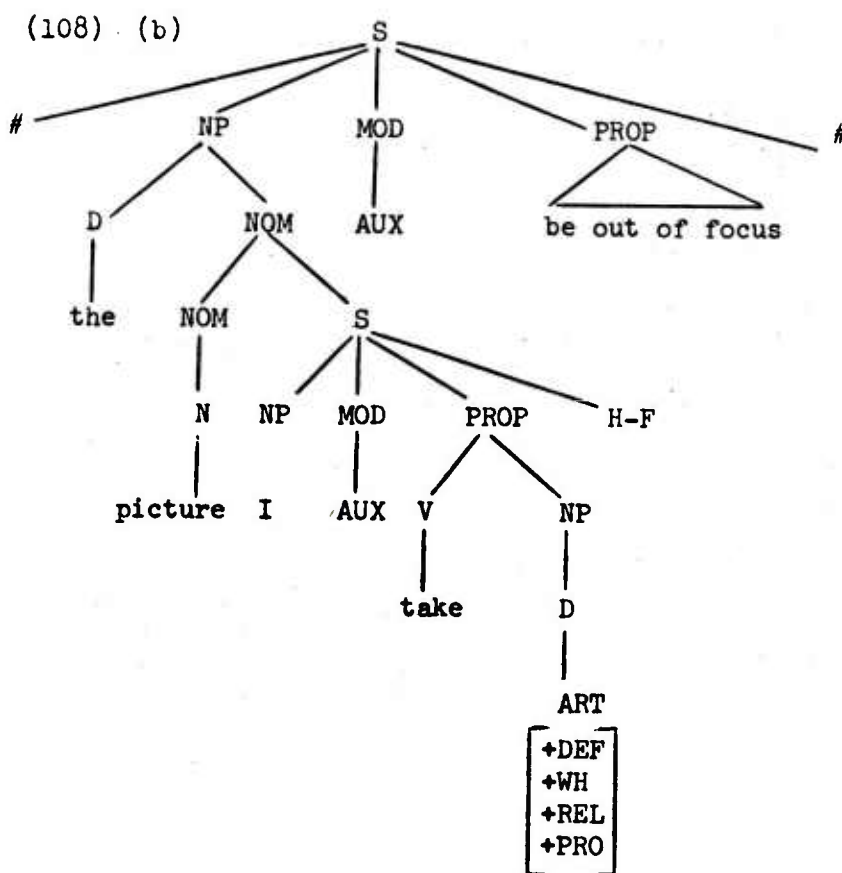 (108) (b)
S
# NP MOD PROP #
D NOM AUX be out of focus
the NOM S
N NP MOD PROP H-F
picture I AUX V NP
take D
ART
+DEF
+WH
+REL
+PRO